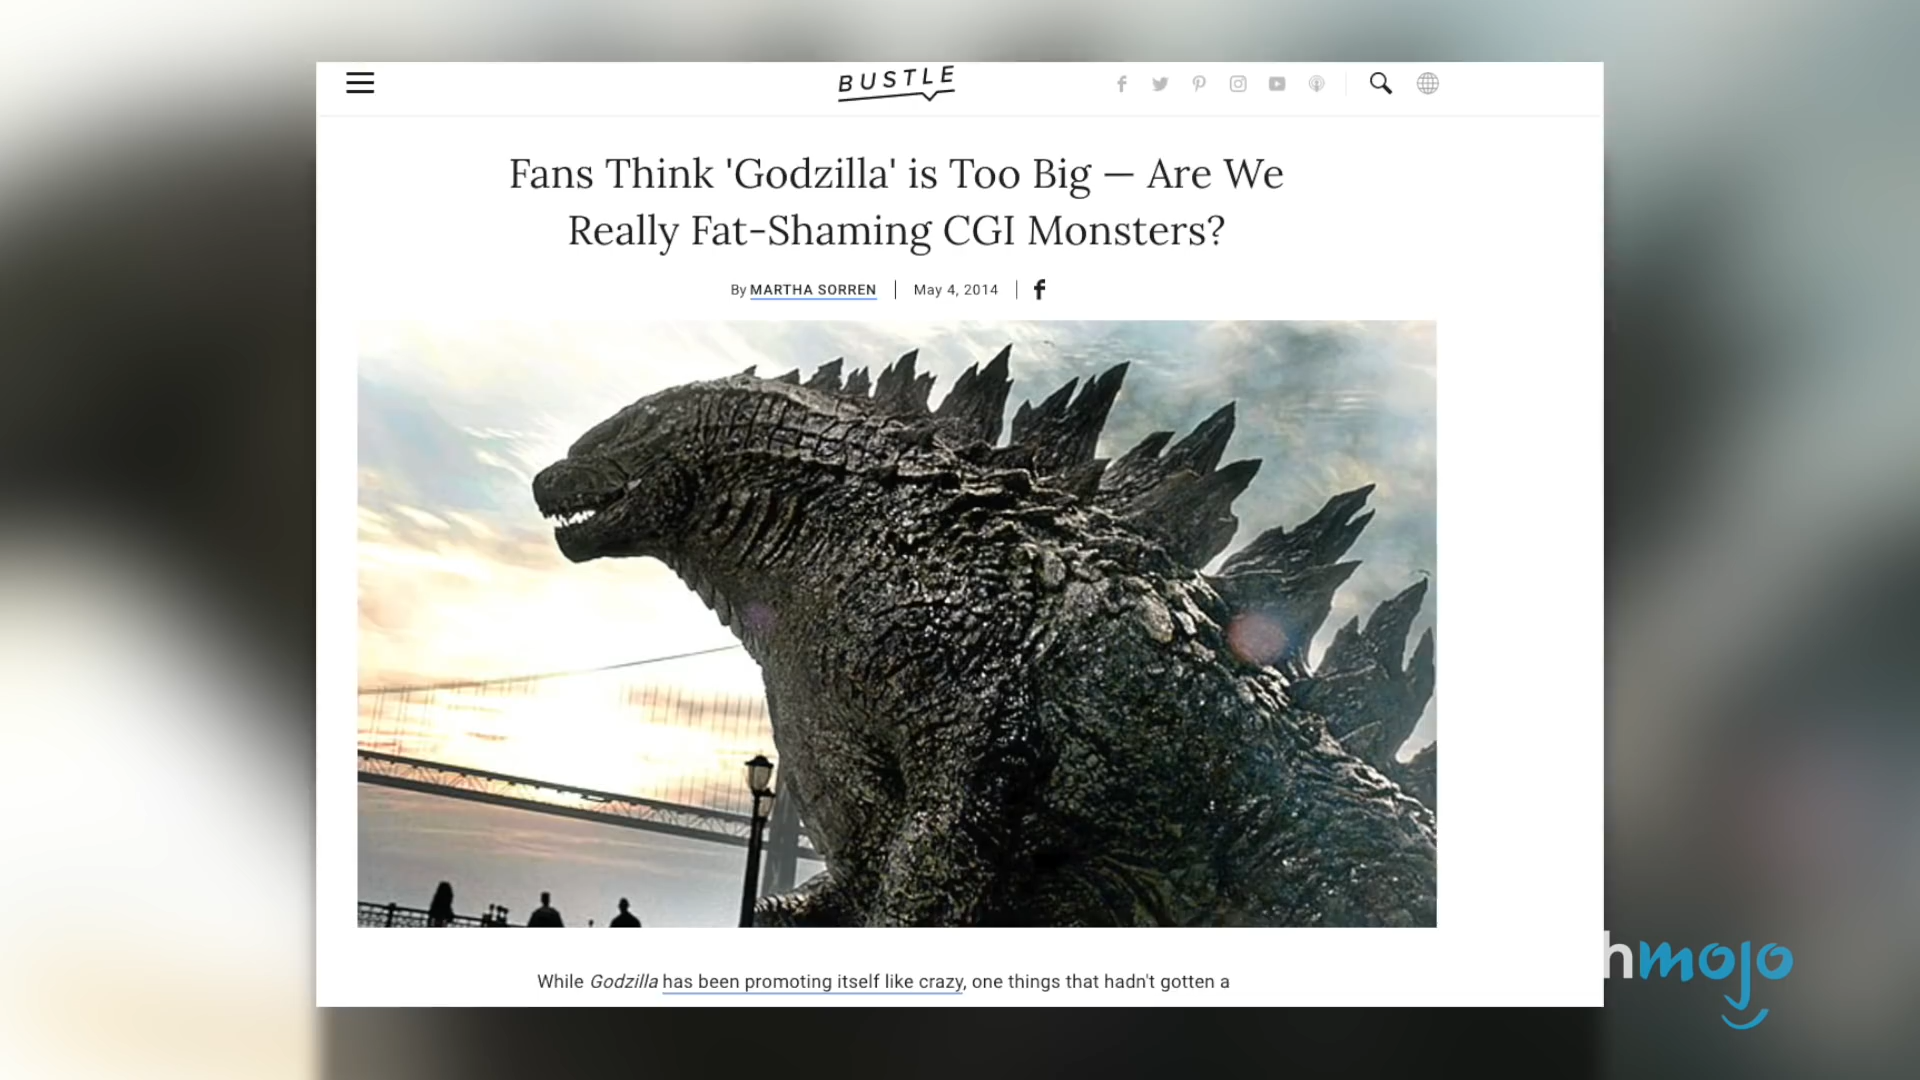 BUSTLE
Fans Think 'Godzilla' is Too Big — Are We
Really Fat-Shaming CGI Monsters?
By MARTHA SORREN | May 4, 2014
While Godzilla has been promoting itself like crazy, one things that hadn't gotten a
hmojo